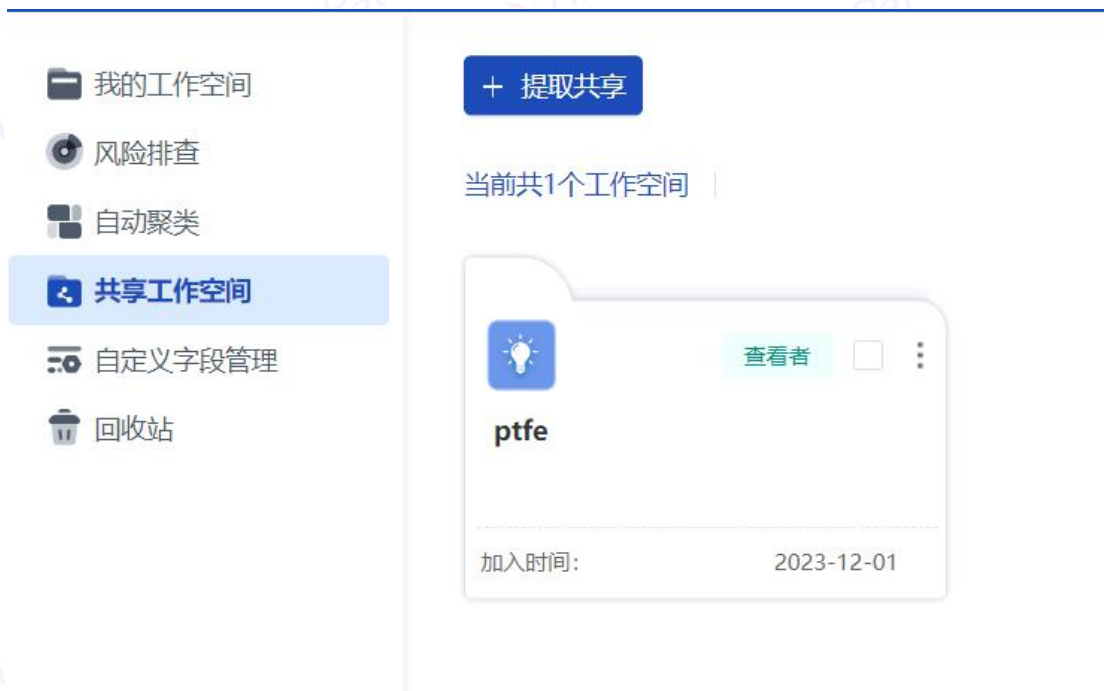 我的工作空间
风险排查
自动聚类
共享工作空间
自定义字段管理
回收站
+ 提取共享
当前共1个工作空间
查看者
ptfe
加入时间: 2023-12-01